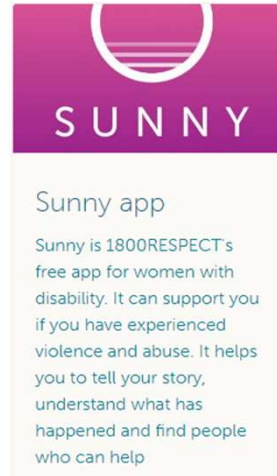 SUNNY
Sunny app
Sunny is 1800RESPECT's
free app for women with
disability. It can support you
if you have experienced
violence and abuse. It helps
you to tell your story,
understand what has
happened and find people
who can help